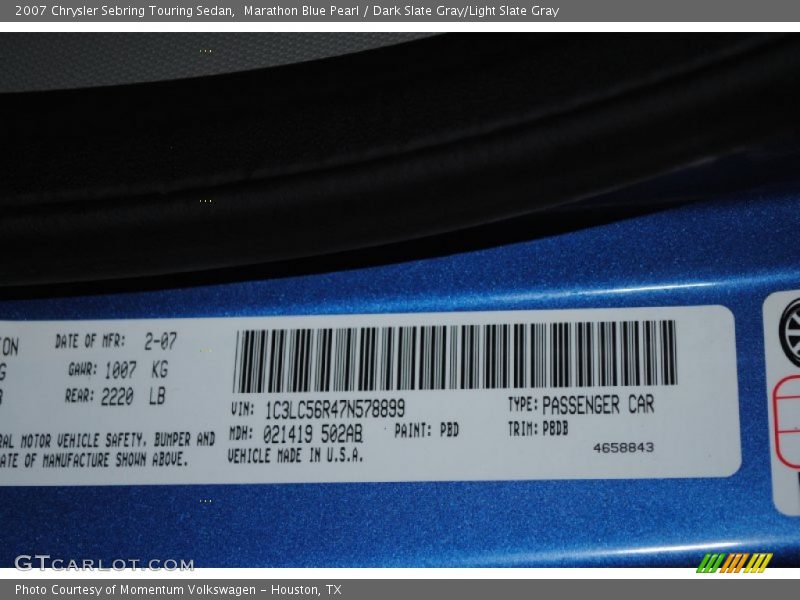 2007 Chrysler Sebring Touring Sedan,  Marathon Blue Pearl / Dark Slate Gray/Light Slate Gray
DATE OF MFR: 2-07
GAWR: 1007 KG
REAR: 2220 LB
MOTOR VEHICLE SAFETY, BUMPER AND
OF MANUFACTURE SHOWN ABOVE.
VIN: 1C3LC56R47N578899
TYPE: PASSENGER CAR
MDH: 021419 502AB
PAINT: PBD
TRIM: PBDB
VEHICLE MADE IN U.S.A.
4658843
GTCARLOT.COM
Photo Courtesy of Momentum Volkswagen - Houston, TX